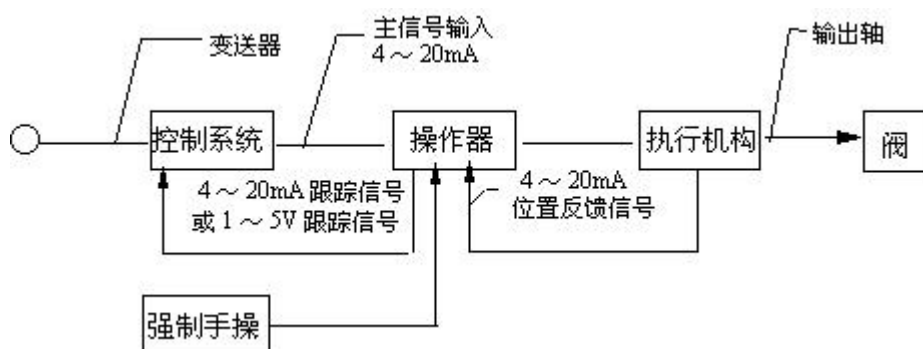 变送器
主信号输入
4～20mA
输出轴
控制系统
操作器
执行机构
阀
4～20mA 跟踪信号
或 1～5V 跟踪信号
4～20mA
位置反馈信号
强制手操